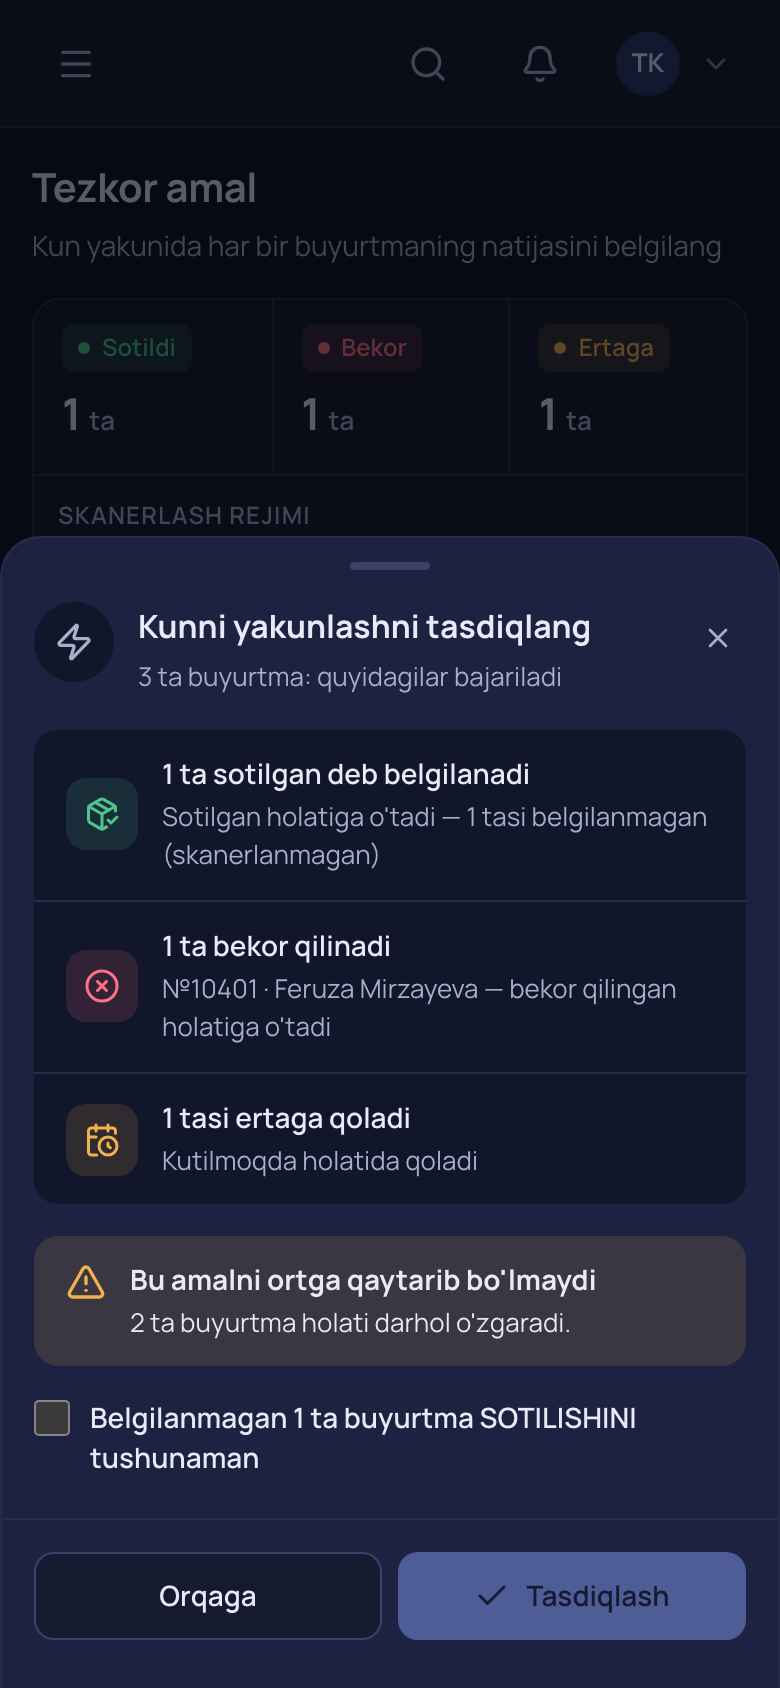 TK
Tezkor amal
Kun yakunida har bir buyurtmaning natijasini belgilang
Sotildi
Bekor
Ertaga
1 ta
1 ta
1 ta
SKANERLASH REJIMI
Kunni yakunlashni tasdiqlang
3 ta buyurtma: quyidagilar bajariladi
1 ta sotilgan deb belgilanadi
Sotilgan holatiga o'tadi — 1 tasi belgilanmagan
(skanerlanmagan)
1 ta bekor qilinadi
№10401 · Feruza Mirzayeva — bekor qilingan
holatiga o'tadi
1 tasi ertaga qoladi
Kutilmoqda holatida qoladi
Bu amalni ortga qaytarib bo'lmaydi
2 ta buyurtma holati darhol o'zgaradi.
Belgilanmagan 1 ta buyurtma SOTILISHINI
tushunaman
Orqaga
Tasdiqlash